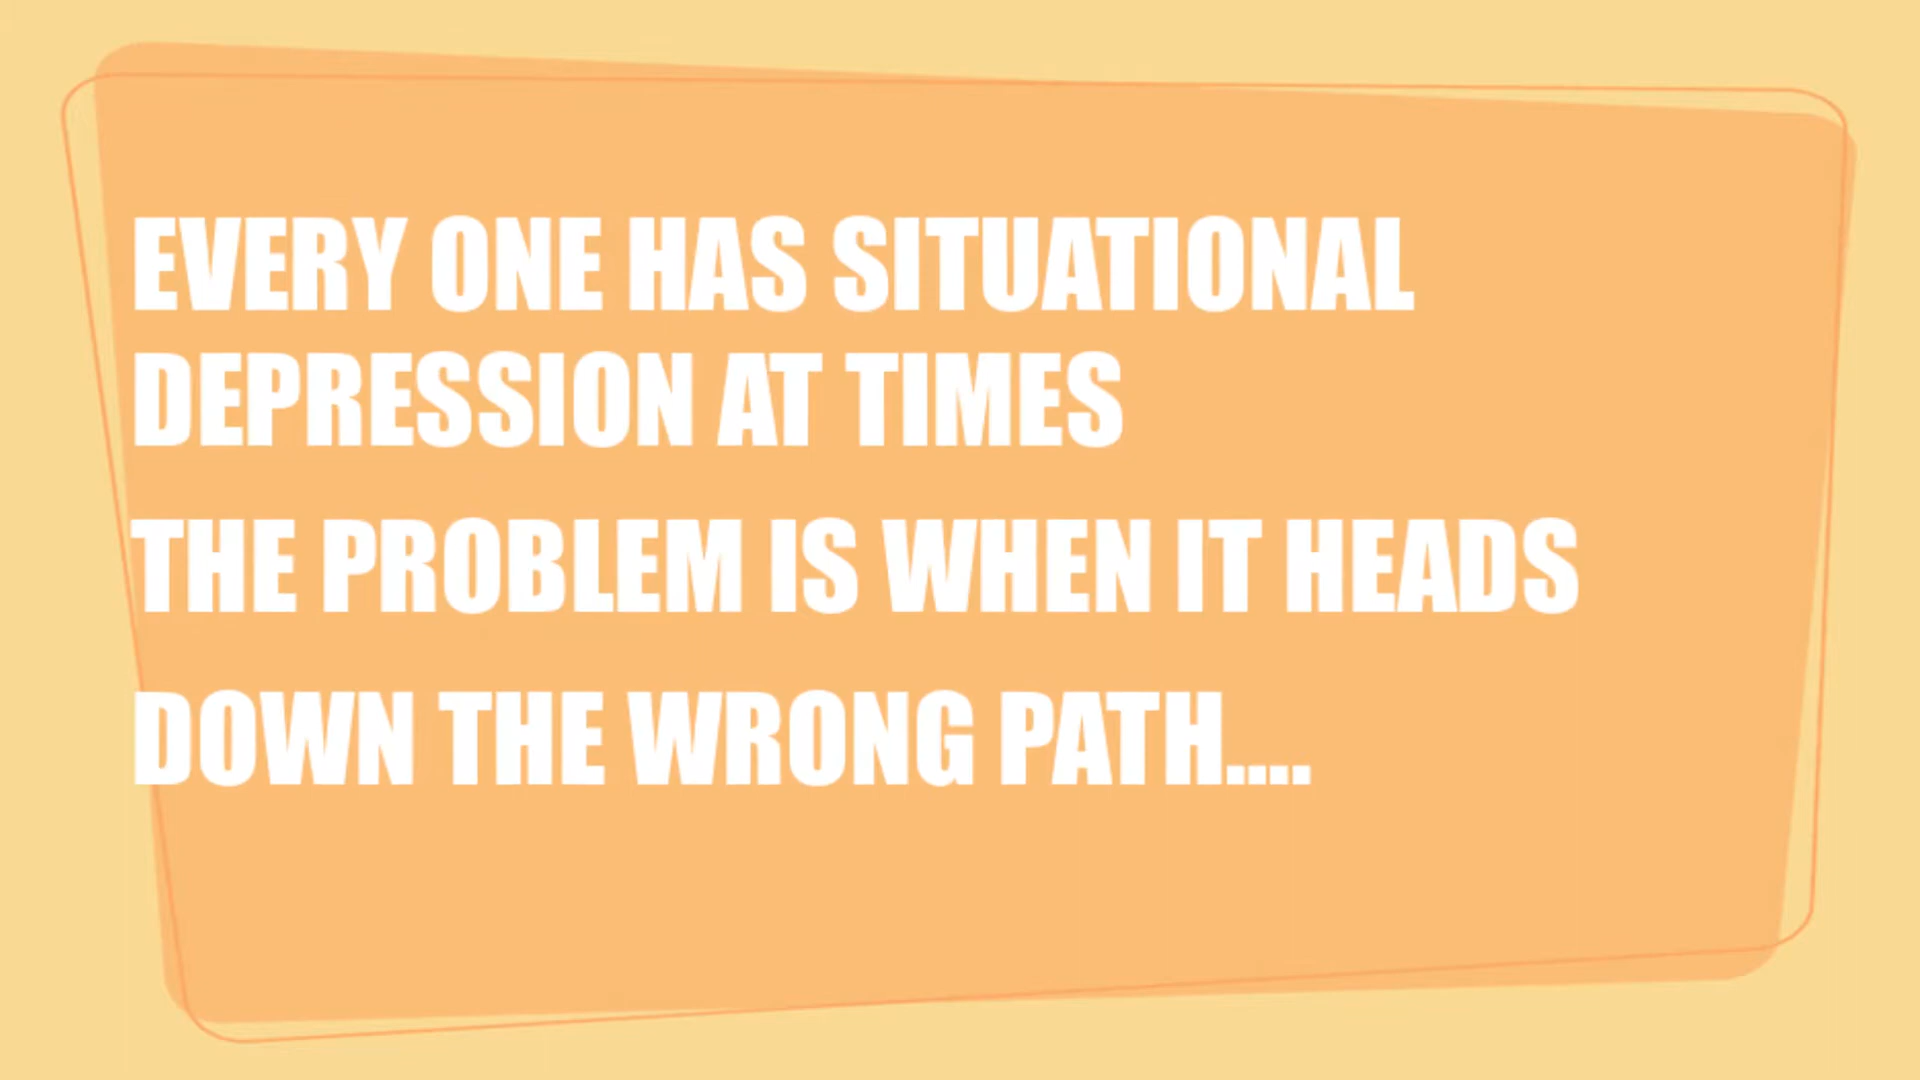 EVERY ONE HAS SITUATIONAL
DEPRESSION AT TIMES
THE PROBLEM IS WHEN IT HEADS
DOWN THE WRONG PATH....